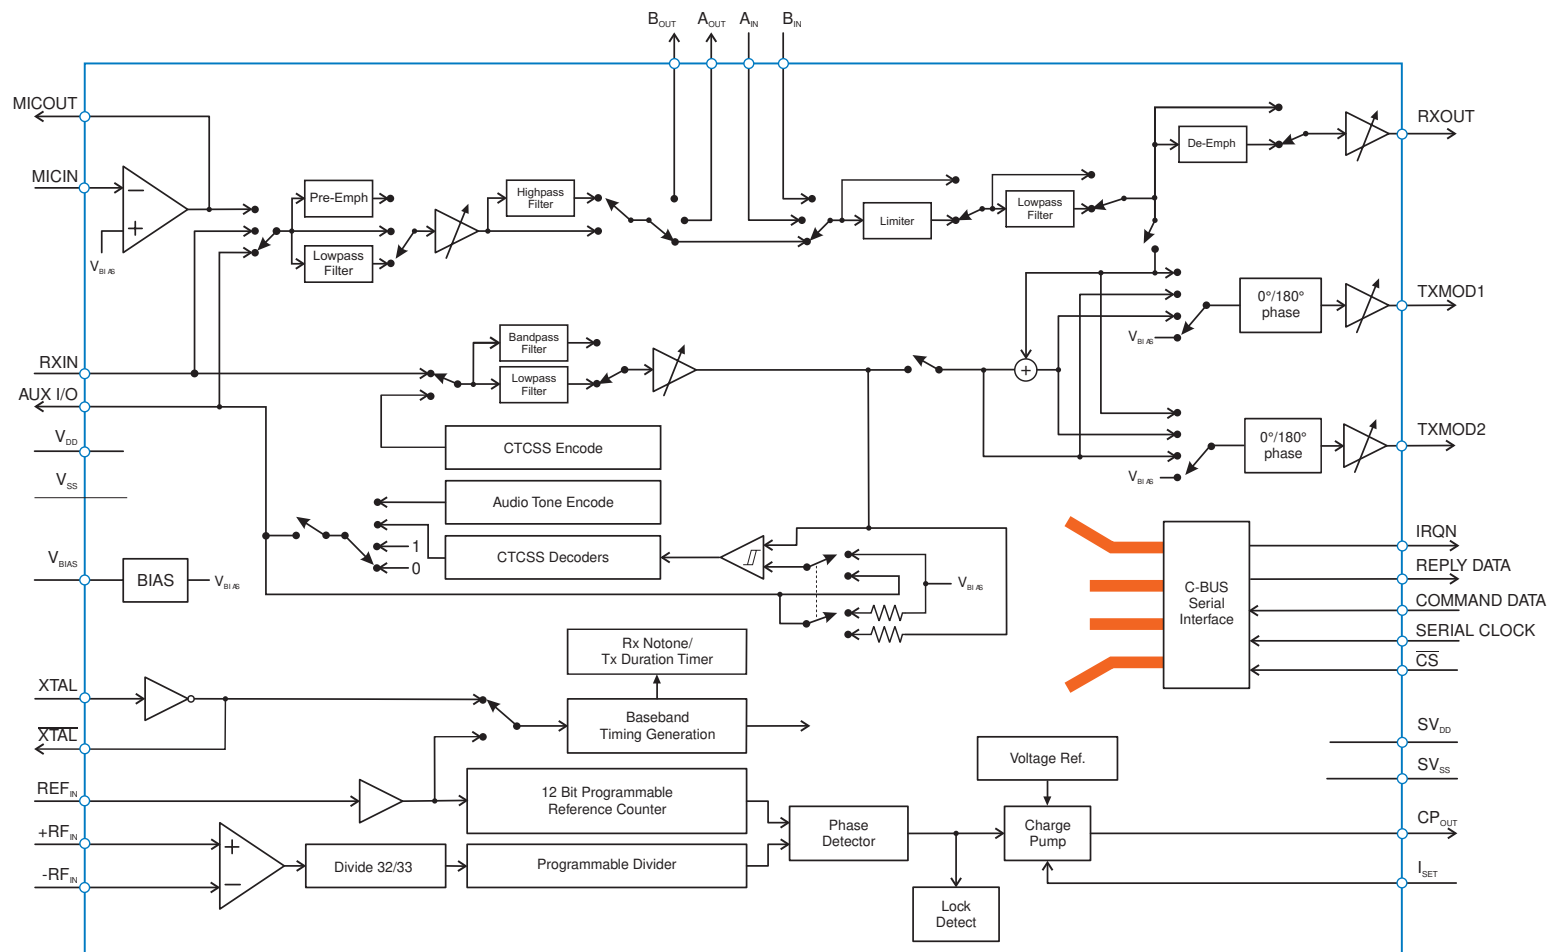 BOUT AOUT AIN BIN
MICOUT
RXOUT
De-Emph
MICIN
−
+
VBIAS
Pre-Emph
Lowpass
Filter
Highpass
Filter
Limiter
Lowpass
Filter
0°/180°
phase
TXMOD1
VBIAS
RXIN
AUX I/O
Bandpass
Filter
Lowpass
Filter
+
VDD
VSS
CTCSS Encode
0°/180°
phase
TXMOD2
VBIAS
Audio Tone Encode
CTCSS Decoders
1
0
VBIAS
BIAS
VBIAS
VBIAS
C-BUS
Serial
Interface
IRQN
REPLY DATA
COMMAND DATA
SERIAL CLOCK
CS
Rx Notone/
Tx Duration Timer
XTAL
XTAL
Baseband
Timing Generation
SVDD
SVSS
Voltage Ref.
REFIN
12 Bit Programmable
Reference Counter
+RFIN
-RFIN
+
−
Divide 32/33
Programmable Divider
Phase
Detector
Charge
Pump
CPOUT
ISET
Lock
Detect